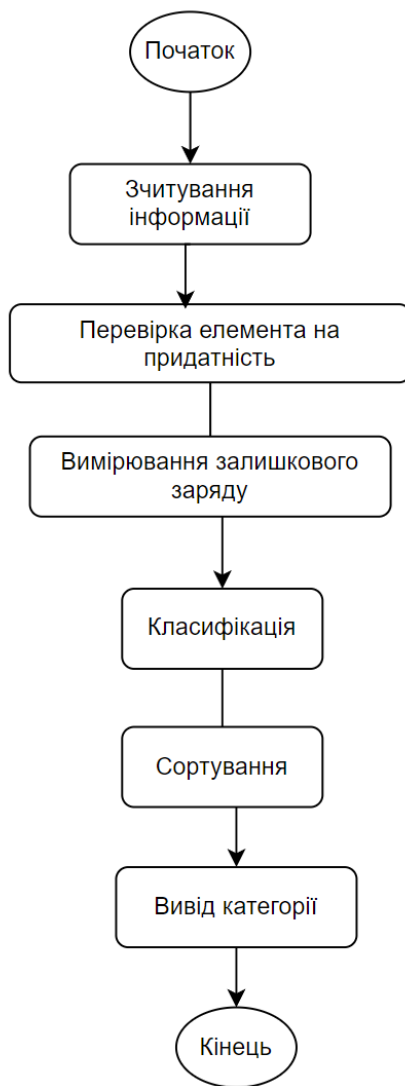 Початок
Зчитування
інформації
Перевірка елемента на
придатність
Вимірювання залишкового
заряду
Класифікація
Сортування
Вивід категорії
Кінець